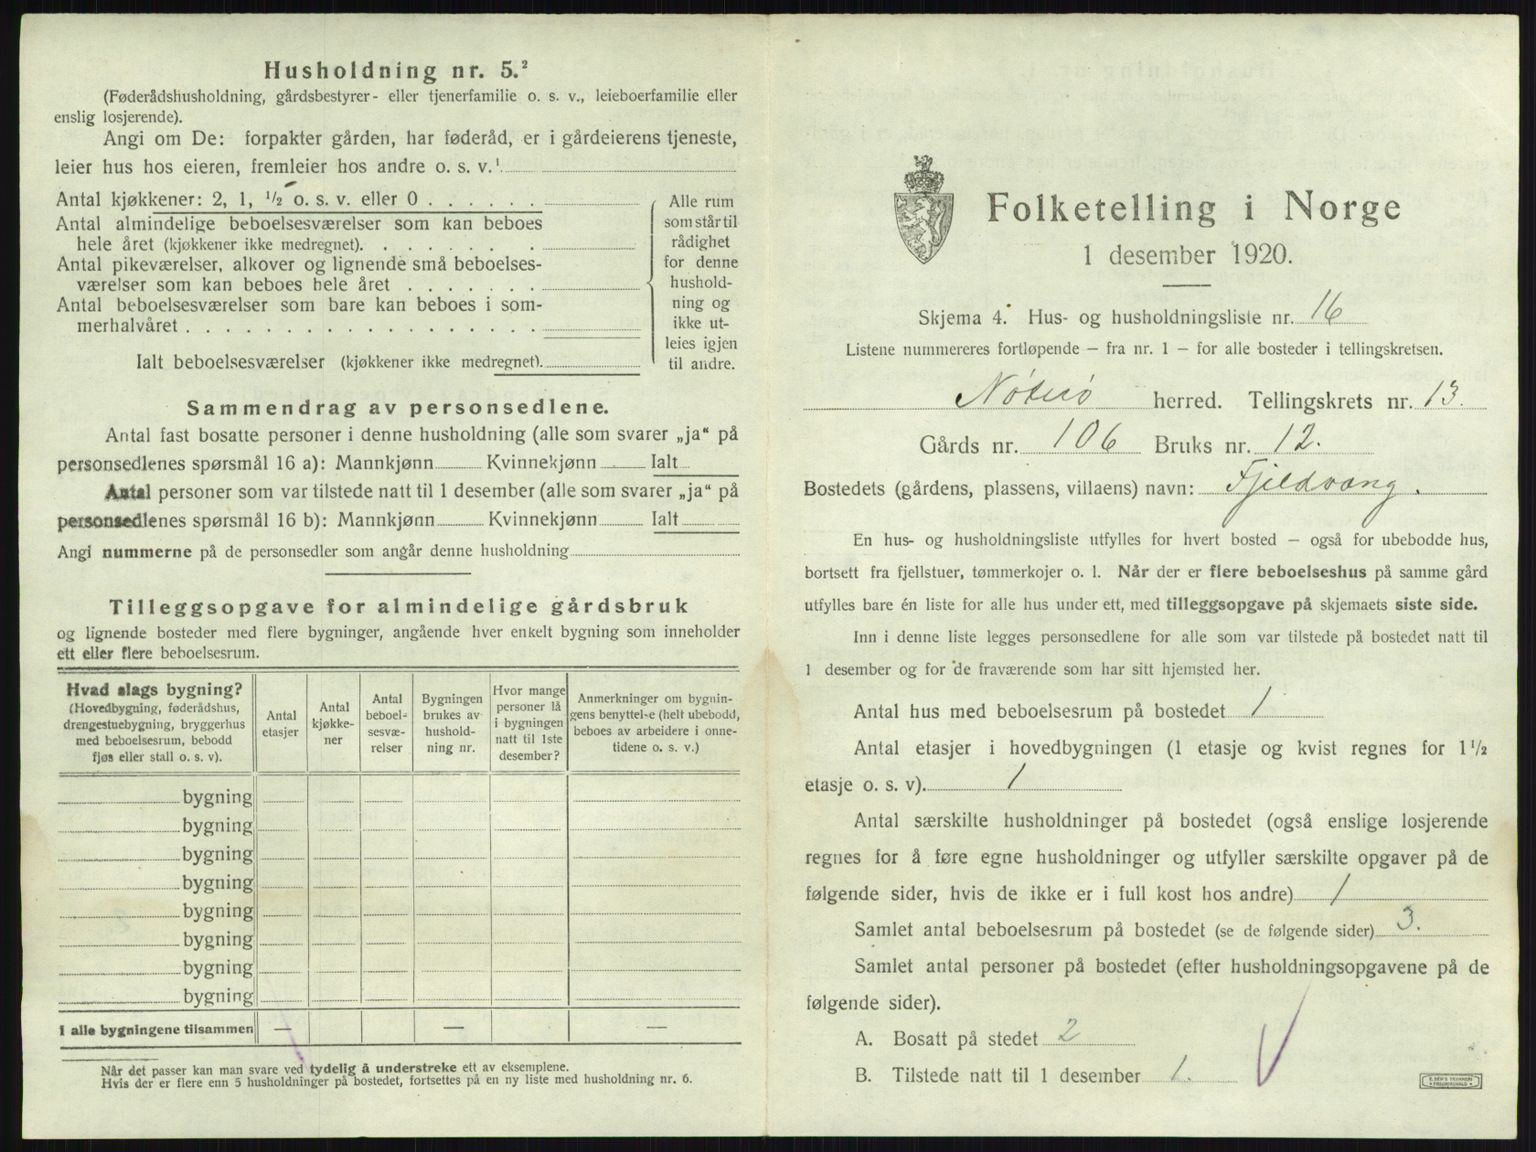 Husholdning nr. 5.²
(Føderådshusholdning, gårdsbestyrer- eller tjenerfamilie o. s. v., leieboerfamilie eller
enslig losjerende).
Angi om De: forpakter gården, har føderåd, er i gårdeierens tjeneste,
leier hus hos eieren, fremleier hos andre o. s. v.¹
Antal kjøkkener: 2, 1, ½ o. s. v. eller 0 . . . . . .
Antal almindelige beboelsesværelser som kan beboes
hele året (kjøkkener ikke medregnet). . . . . . . .
Antal pikeværelser, alkover og lignende små beboelses-
værelser som kan beboes hele året . . . . . . .
Antal beboelsesværelser som bare kan beboes i som-
merhalvåret . . . . . . . . . . . . . . . . . .
Ialt beboelsesværelser (kjøkkener ikke medregnet).
Alle rum
som står til
rådighet
for denne
hushold-
ning og
ikke ut-
leies igjen
til andre.
Sammendrag av personsedlene.
Antal fast bosatte personer i denne husholdning (alle som svarer „ja“ på
personsedlenes spørsmål 16 a): Mannkjønn Kvinnekjønn Ialt
Antal personer som var tilstede natt til 1 desember (alle som svarer „ja“ på
personsedlenes spørsmål 16 b): Mannkjønn Kvinnekjønn Ialt
Angi nummerne på de personsedler som angår denne husholdning
Tilleggsopgave for almindelige gårdsbruk
og lignende bosteder med flere bygninger, angående hver enkelt bygning som inneholder
ett eller flere beboelsesrum.
Hvad slags bygning?
(Hovedbygning, føderådshus,
drengestuebygning, bryggerhus
med beboelsesrum, bebodd
fjøs eller stall o. s. v).
Antal
etasjer
Antal
kjøkke-
ner
Antal
beboel-
sesvæ-
relser
Bygningen
brukes av
hushold-
ning nr.
Hvor mange
personer lå
i bygningen
natt til 1ste
desember?
Anmerkninger om bygnin-
gens benyttelse (helt ubebodd,
beboes av arbeidere i onne-
tidene o. s. v.)
bygning
bygning
bygning
bygning
bygning
bygning
bygning
bygning
I alle bygningene tilsammen — — —
Når det passer kan man svare ved tydelig å understreke ett av eksemplene.
Hvis der er flere enn 5 husholdninger på bostedet, fortsettes på en ny liste med husholdning nr. 6.
Folketelling i Norge
1 desember 1920.
Skjema 4. Hus- og husholdningsliste nr. 16
Listene nummereres fortløpende — fra nr. 1 — for alle bosteder i tellingskretsen.
Nøterø herred. Tellingskrets nr. 13.
Gårds nr. 106 Bruks nr. 12.
Bostedets (gårdens, plassens, villaens) navn: Fjeldvang.
En hus- og husholdningsliste utfylles for hvert bosted — også for ubebodde hus,
bortsett fra fjellstuer, tømmerkojer o. l. Når der er flere beboelseshus på samme gård
utfylles bare én liste for alle hus under ett, med tilleggsopgave på skjemaets siste side.
Inn i denne liste legges personsedlene for alle som var tilstede på bostedet natt til
1 desember og for de fraværende som har sitt hjemsted her.
Antal hus med beboelsesrum på bostedet 1
Antal etasjer i hovedbygningen (1 etasje og kvist regnes for 1½
etasje o. s. v). 1
Antal særskilte husholdninger på bostedet (også enslige losjerende
regnes for å føre egne husholdninger og utfyller særskilte opgaver på de
følgende sider, hvis de ikke er i full kost hos andre) 1
Samlet antal beboelsesrum på bostedet (se de følgende sider) 3.
Samlet antal personer på bostedet (efter husholdningsopgavene på de
følgende sider).
A. Bosatt på stedet 2
B. Tilstede natt til 1 desember 1.